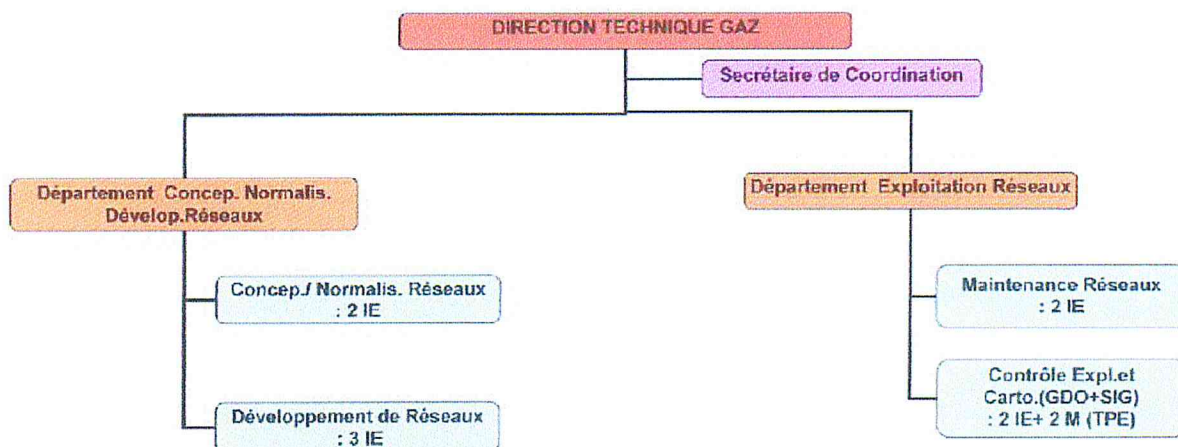 DIRECTION TECHNIQUE GAZ
Secrétaire de Coordination
Département Concep. Normalis.
Dévelop.Réseaux
Concep./ Normalis. Réseaux
: 2 IE
Développement de Réseaux
: 3 IE
Département Exploitation Réseaux
Maintenance Réseaux
: 2 IE
Contrôle Expl.et
Carto.(GDO+SIG)
: 2 IE+ 2 M (TPE)